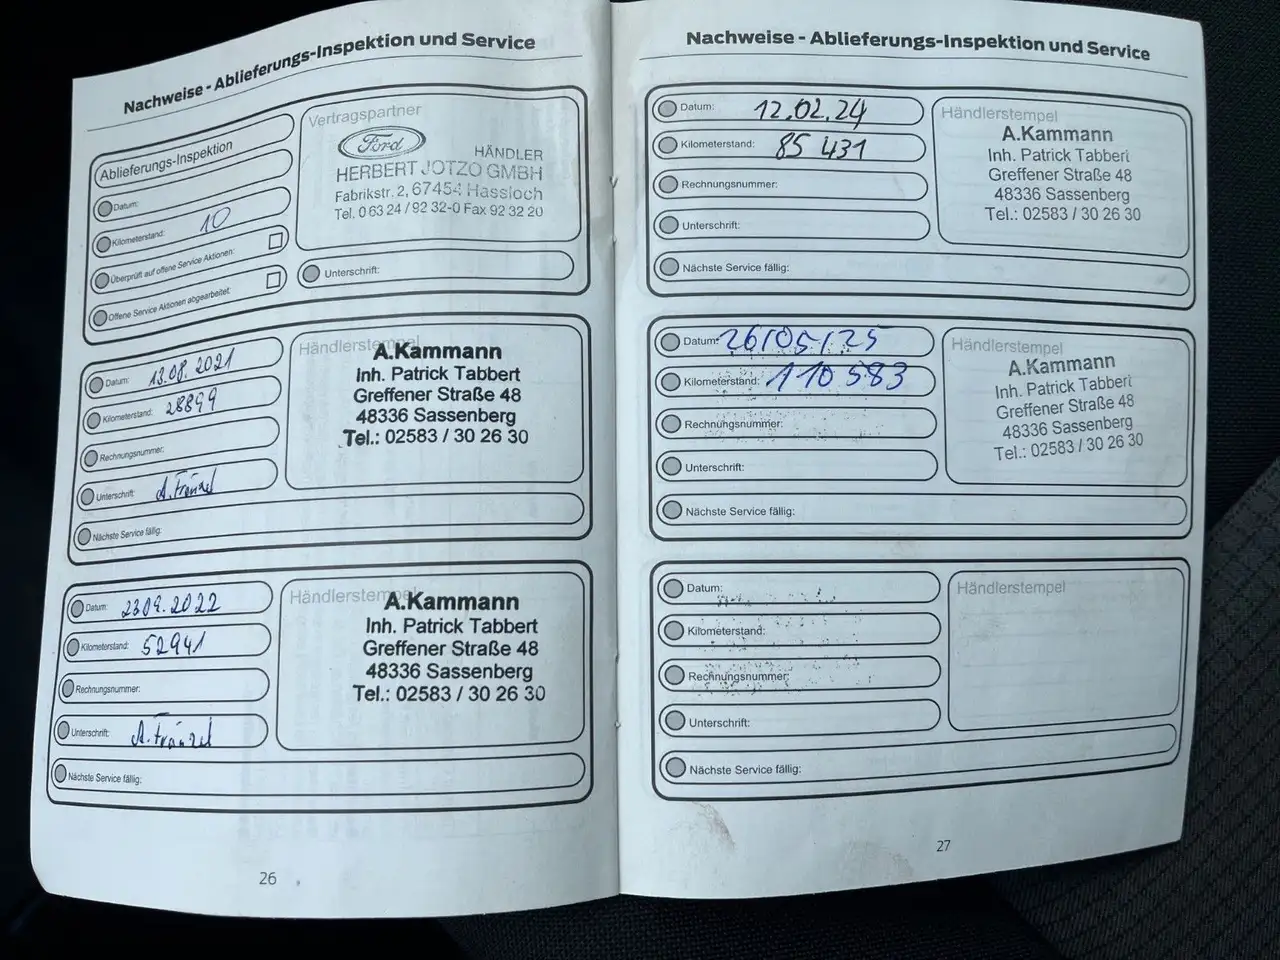 Nachweise - Ablieferungs-Inspektion und Service
Ablieferungs-Inspektion
Datum:
Kilometerstand: 10
Überprüft auf offene Service Aktionen:
Offene Service Aktionen abgearbeitet:
Vertragspartner
Ford
HÄNDLER
HERBERT JOTZO GMBH
Fabrikstr. 2, 67454 Hassloch
Tel. 0 63 24 / 92 32-0 Fax 92 32 20
Unterschrift:
Datum: 13.08.2021
Kilometerstand: 28899
Rechnungsnummer:
Unterschrift: A. Fränzel
Nächste Service fällig:
Händlerstempel
A.Kammann
Inh. Patrick Tabbert
Greffener Straße 48
48336 Sassenberg
Tel.: 02583 / 30 26 30
Datum: 23.09.2022
Kilometerstand: 52941
Rechnungsnummer:
Unterschrift: A. Fränzel
Nächste Service fällig:
Händlerstempel
A.Kammann
Inh. Patrick Tabbert
Greffener Straße 48
48336 Sassenberg
Tel.: 02583 / 30 26 30
26
Nachweise - Ablieferungs-Inspektion und Service
Datum: 12.02.24
Kilometerstand: 85 431
Rechnungsnummer:
Unterschrift:
Nächste Service fällig:
Händlerstempel
A.Kammann
Inh. Patrick Tabbert
Greffener Straße 48
48336 Sassenberg
Tel.: 02583 / 30 26 30
Datum: 26/05/25
Kilometerstand: 110 583
Rechnungsnummer:
Unterschrift:
Nächste Service fällig:
Händlerstempel
A.Kammann
Inh. Patrick Tabbert
Greffener Straße 48
48336 Sassenberg
Tel.: 02583 / 30 26 30
Datum:
Kilometerstand:
Rechnungsnummer:
Unterschrift:
Nächste Service fällig:
Händlerstempel
27